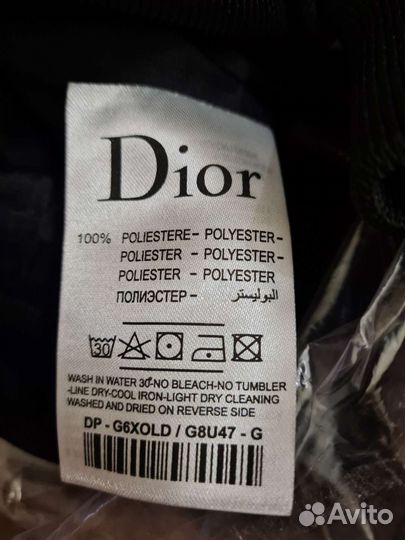 Dior
100% POLIESTERE- POLYESTER-
POLIESTER - POLYESTER-
POLIESTER - POLYESTER
ПОЛИЭСТЕР- البوليستر
30
WASH IN WATER 30°-NO BLEACH-NO TUMBLER
-LINE DRY-COOL IRON-LIGHT DRY CLEANING
WASHED AND DRIED ON REVERSE SIDE
DP - G6XOLD / G8U47 - G
Avito